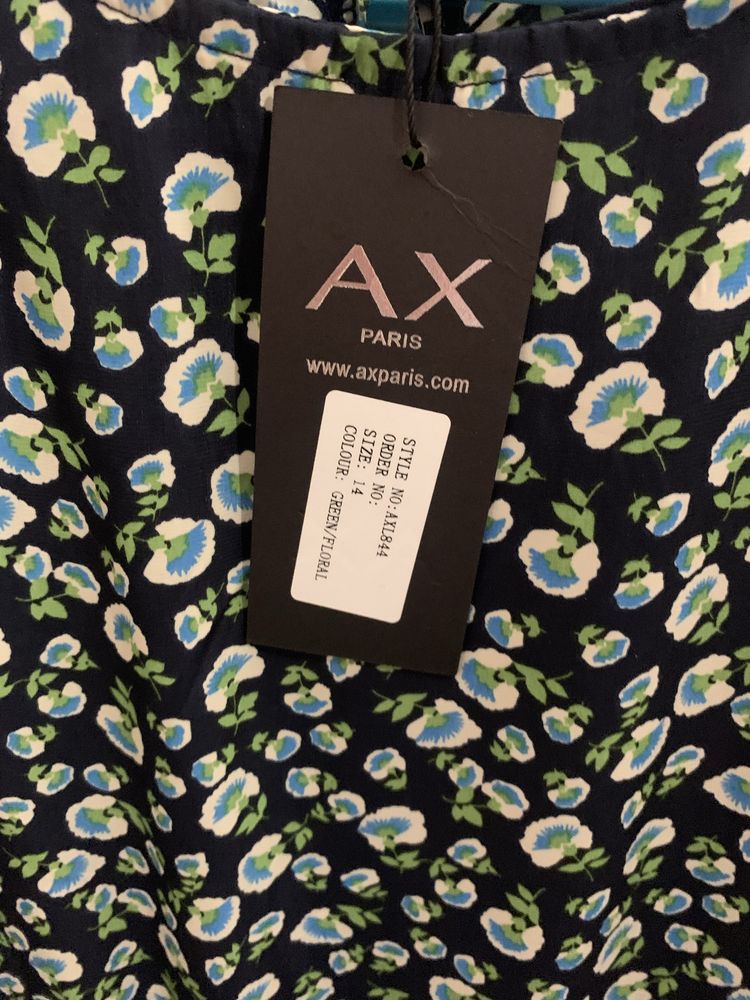 AX
PARIS
www.axparis.com
STYLE NO:AXL844
ORDER NO:
SIZE: 14
COLOUR: GREEN/FLORAL